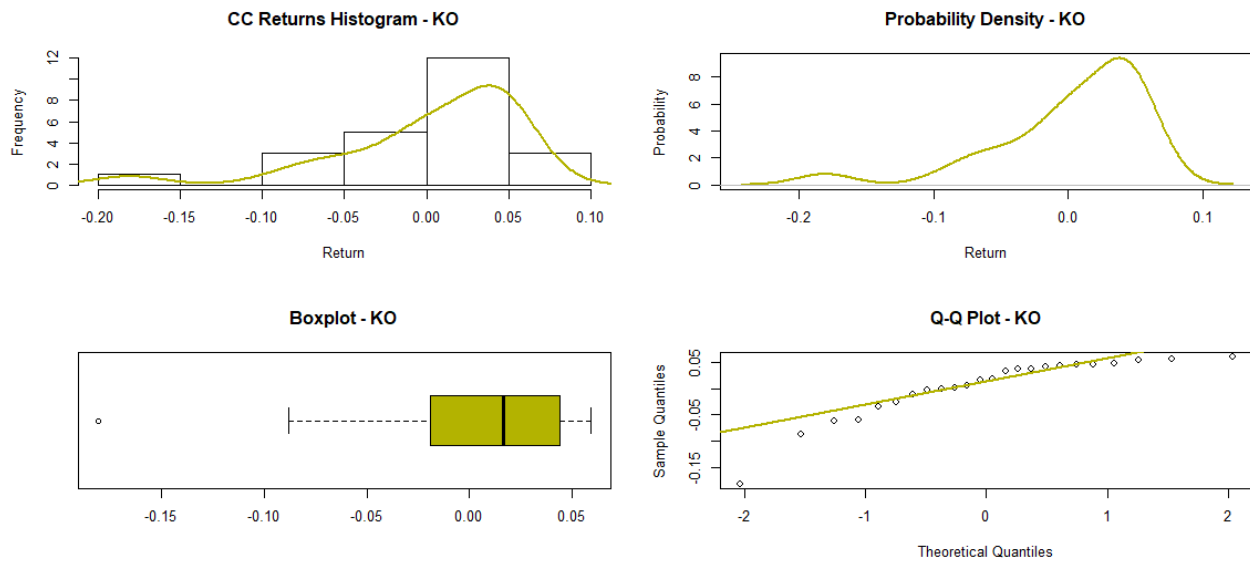 CC Returns Histogram - KO
Frequency
0 2 4 6 8 12
-0.20 -0.15 -0.10 -0.05 0.00 0.05 0.10
Return
Probability Density - KO
Probability
0 2 4 6 8
-0.2 -0.1 0.0 0.1
Return
Boxplot - KO
-0.15 -0.10 -0.05 0.00 0.05
Q-Q Plot - KO
Sample Quantiles
-0.15 -0.05 0.05
-2 -1 0 1 2
Theoretical Quantiles